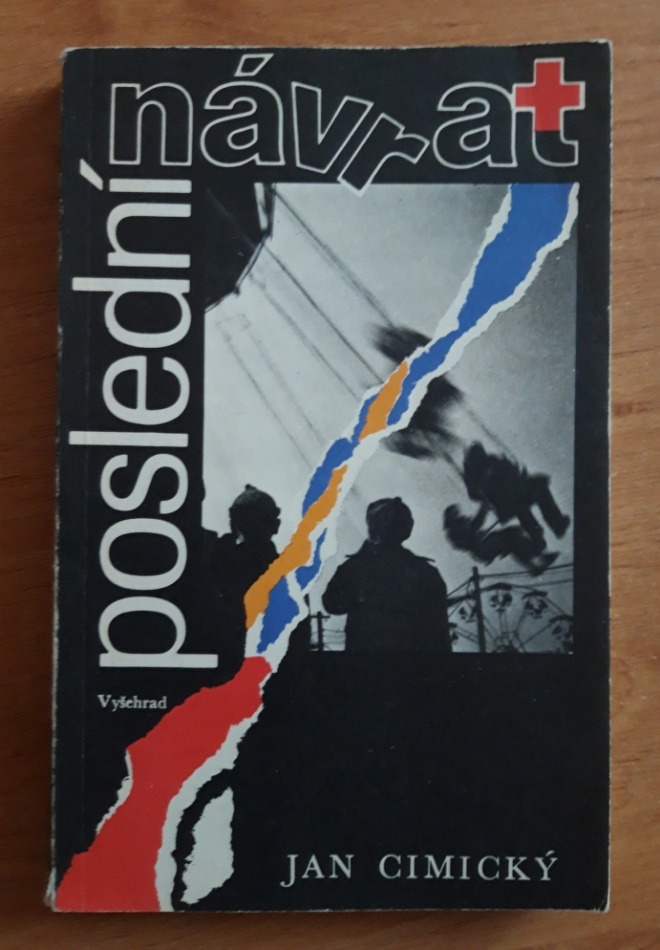 poslední
návrat
Vyšehrad
JAN CIMICKÝ